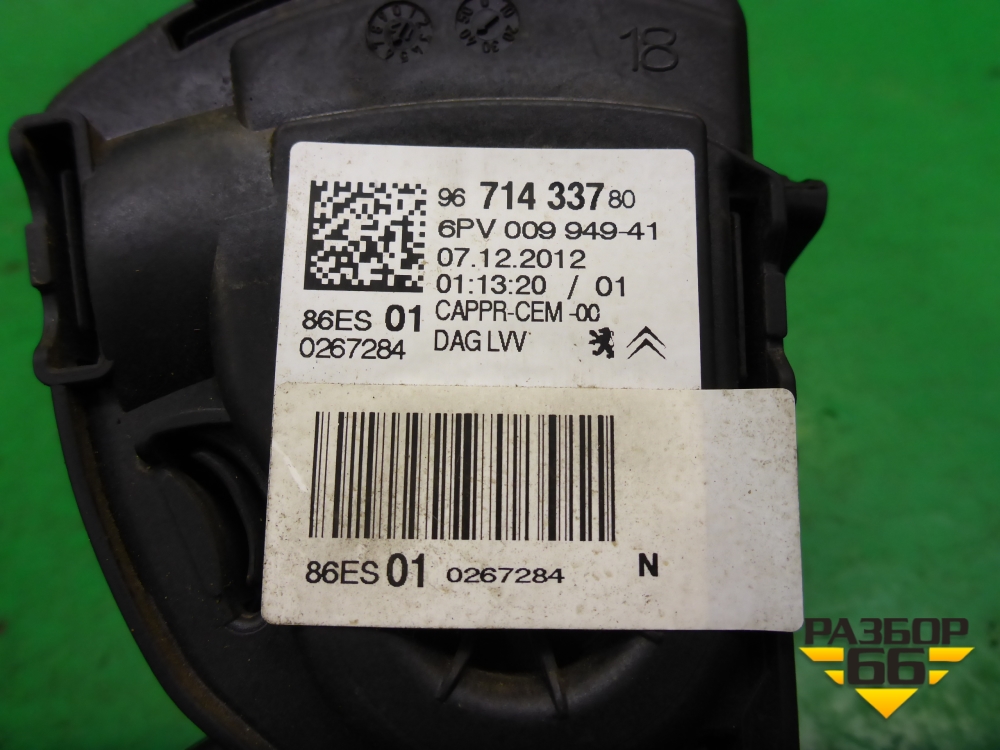 18
96 714 337 80
6PV 009 949-41
07.12.2012
01:13:20 / 01
86ES 01 CAPPR-CEM-00
0267284 DAG LVV
86ES 01 0267284 N
РАЗБОР
66